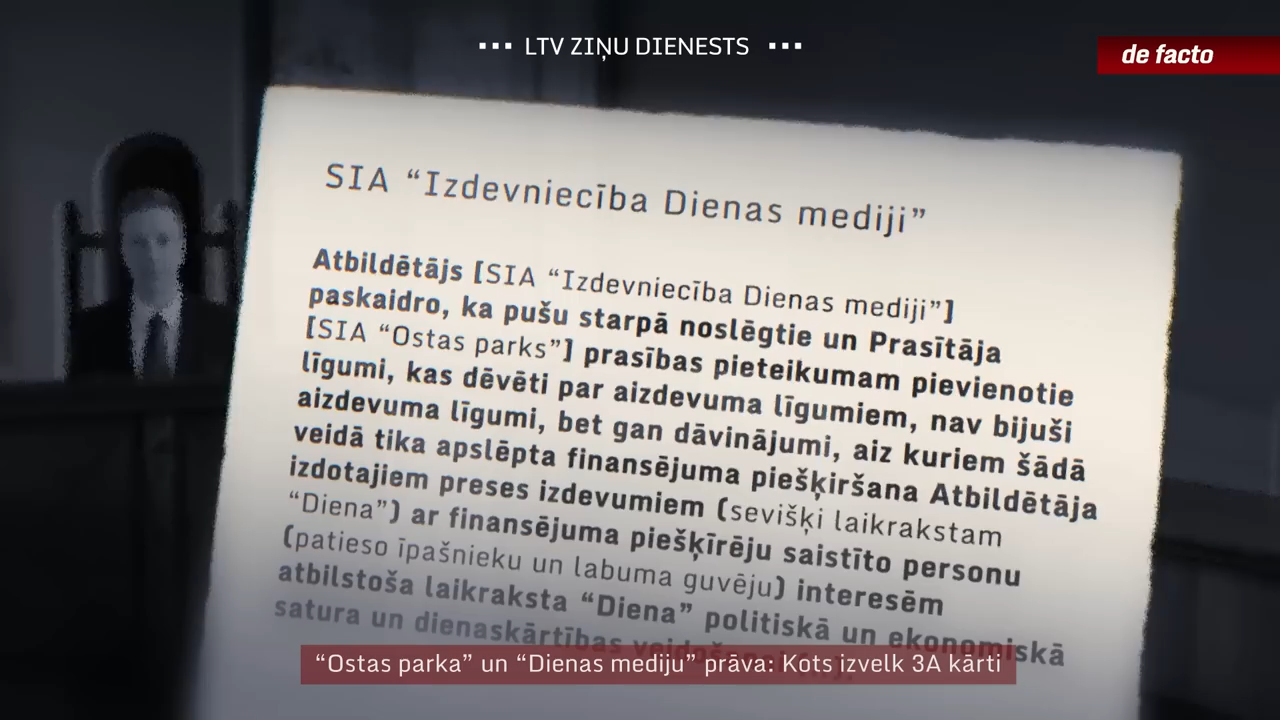 LTV ZIŅU DIENESTS
de facto
SIA “Izdevniecība Dienas mediji”
Atbildētājs [SIA “Izdevniecība Dienas mediji”]
paskaidro, ka pušu starpā noslēgtie un Prasītāja
[SIA “Ostas parks”] prasības pieteikumam pievienotie
līgumi, kas dēvēti par aizdevuma līgumiem, nav bijuši
aizdevuma līgumi, bet gan dāvinājumi, aiz kuriem šādā
veidā tika apslēpta finansējuma piešķiršana Atbildētāja
izdotajiem preses izdevumiem (sevišķi laikrakstam
“Diena”) ar finansējuma piešķīrēju saistīto personu
(patieso īpašnieku un labuma guvēju) interesēm
atbilstoša laikraksta “Diena” politiskā un ekonomiskā
satura un dienaskārtības
“Ostas parka” un “Dienas mediju” prāva: Kots izvelk 3A kārti